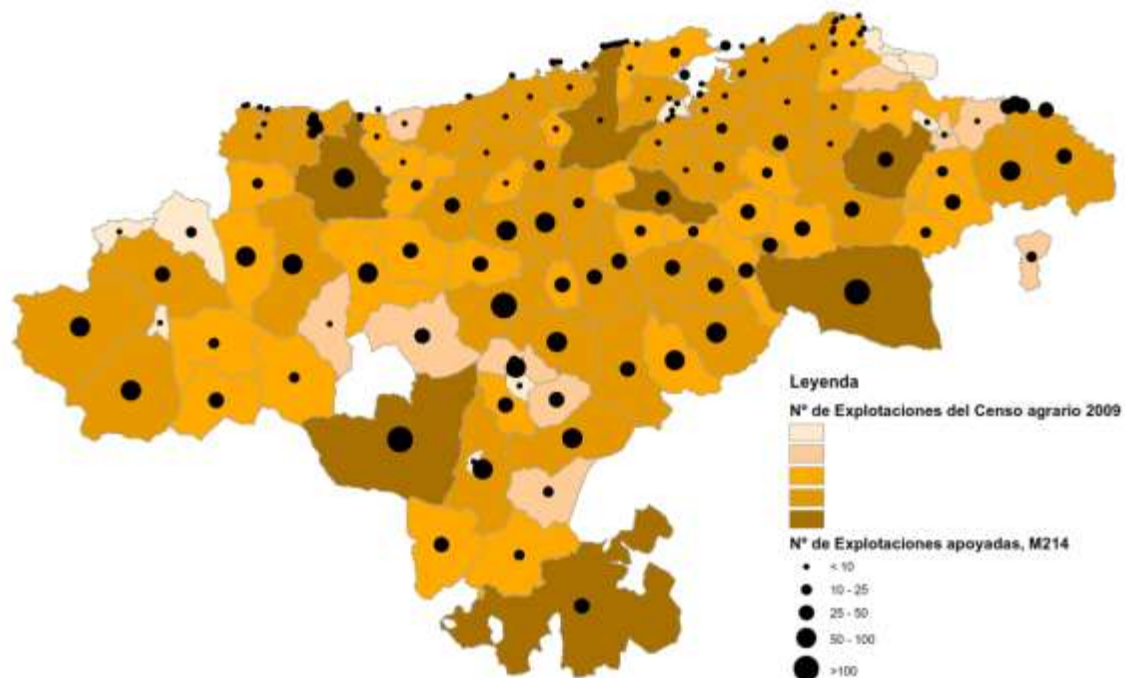 Leyenda
Nº de Explotaciones del Censo agrario 2009
Nº de Explotaciones apoyadas, M214
< 10
10 - 25
25 - 50
50 - 100
>100